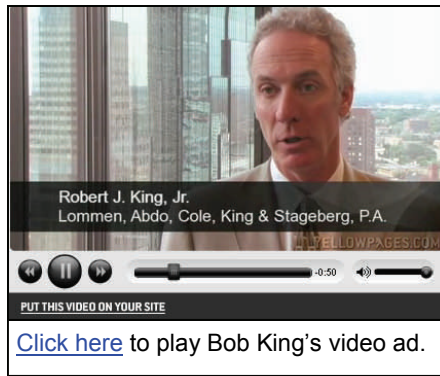 Robert J. King, Jr.
Lommen, Abdo, Cole, King & Stageberg, P.A.
YELLOWPAGES.COM
-0:50
PUT THIS VIDEO ON YOUR SITE
Click here to play Bob King's video ad.